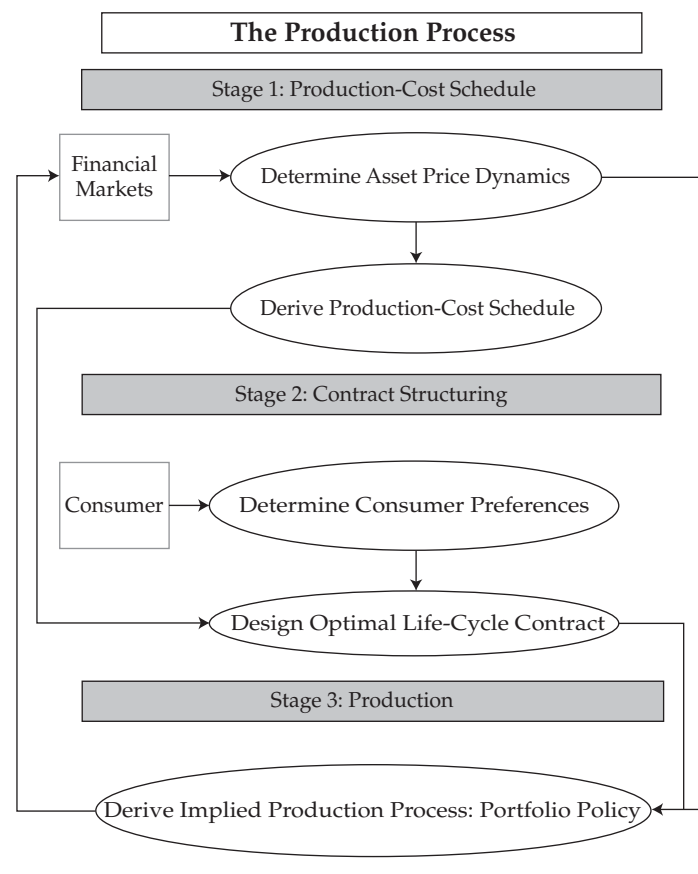 The Production Process
Stage 1: Production-Cost Schedule
Financial
Markets
Determine Asset Price Dynamics
Derive Production-Cost Schedule
Stage 2: Contract Structuring
Consumer
Determine Consumer Preferences
Design Optimal Life-Cycle Contract
Stage 3: Production
Derive Implied Production Process: Portfolio Policy